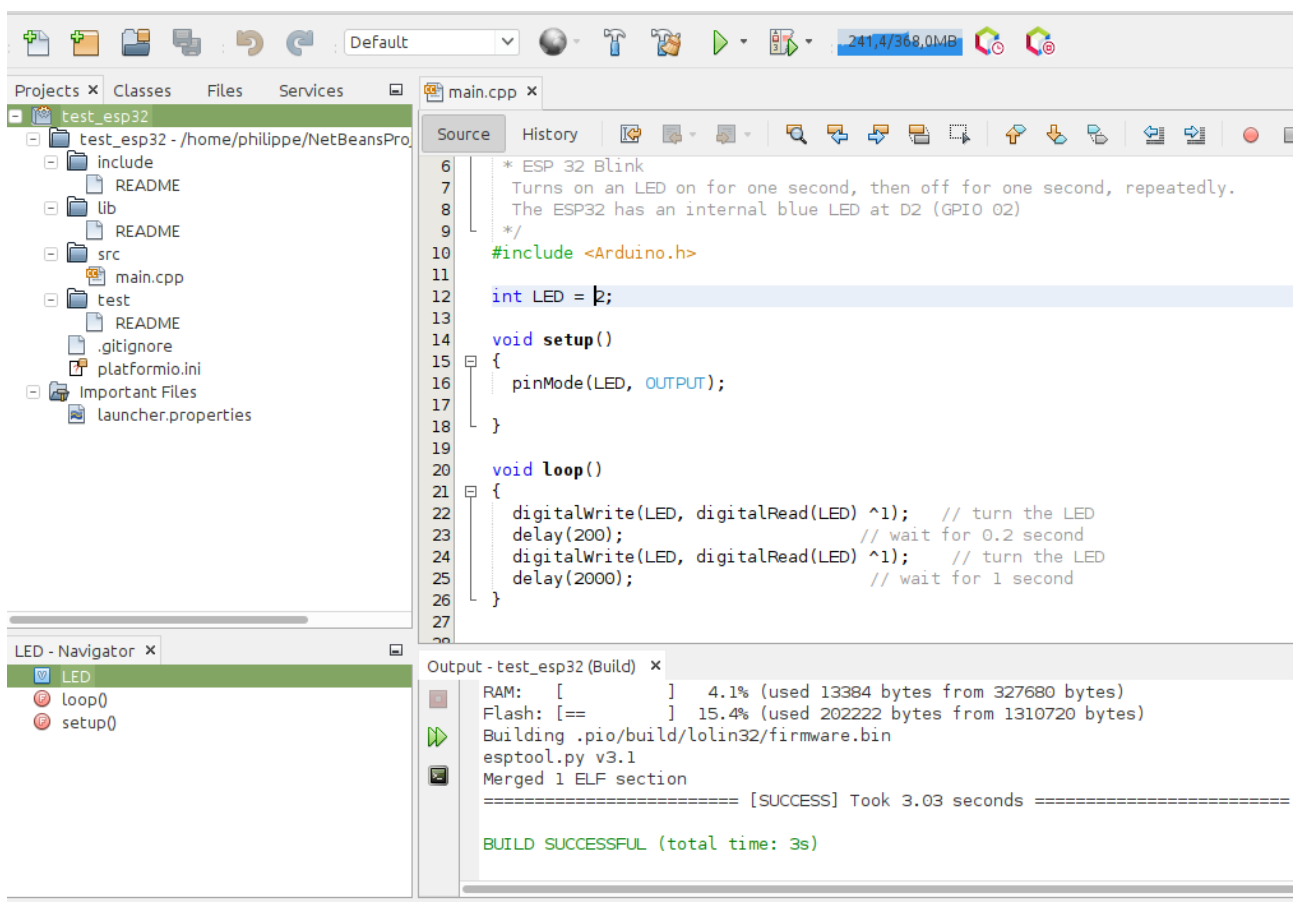 Default
241,4/368,0MB
Projects
Classes
Files
Services
test_esp32
test_esp32 - /home/philippe/NetBeansPro
include
README
lib
README
src
main.cpp
test
README
.gitignore
platformio.ini
Important Files
launcher.properties
LED - Navigator
LED
loop()
setup()
main.cpp
Source
History
6 * ESP 32 Blink
7 Turns on an LED on for one second, then off for one second, repeatedly.
8 The ESP32 has an internal blue LED at D2 (GPIO 02)
9 */
10 #include <Arduino.h>
11
12 int LED = 2;
13
14 void setup()
15 {
16 pinMode(LED, OUTPUT);
17
18 }
19
20 void loop()
21 {
22 digitalWrite(LED, digitalRead(LED) ^1); // turn the LED
23 delay(200); // wait for 0.2 second
24 digitalWrite(LED, digitalRead(LED) ^1); // turn the LED
25 delay(2000); // wait for 1 second
26 }
27
28
Output - test_esp32 (Build)
RAM: [ ] 4.1% (used 13384 bytes from 327680 bytes)
Flash: [== ] 15.4% (used 202222 bytes from 1310720 bytes)
Building .pio/build/lolin32/firmware.bin
esptool.py v3.1
Merged 1 ELF section
========================= [SUCCESS] Took 3.03 seconds =========================
BUILD SUCCESSFUL (total time: 3s)